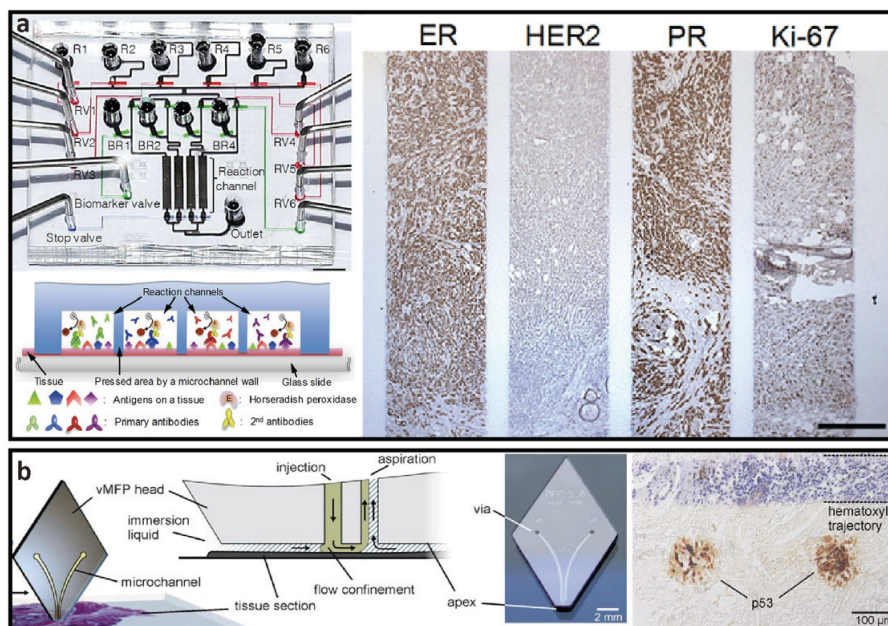 a
R1 R2 R3 R4 R5 R6
RV1
RV2
RV3
BR1 BR2 BR4
RV4
RV5
RV6
Reaction channel
Biomarker valve
Stop valve
Outlet
Reaction channels
Tissue
Pressed area by a microchannel wall
Glass slide
: Antigens on a tissue
E : Horseradish peroxidase
: Primary antibodies
: 2nd antibodies
ER HER2 PR Ki-67
b
vMFP head
immersion liquid
microchannel
tissue section
injection
aspiration
flow confinement
via
apex
2 mm
trajectory
p53
100 µm